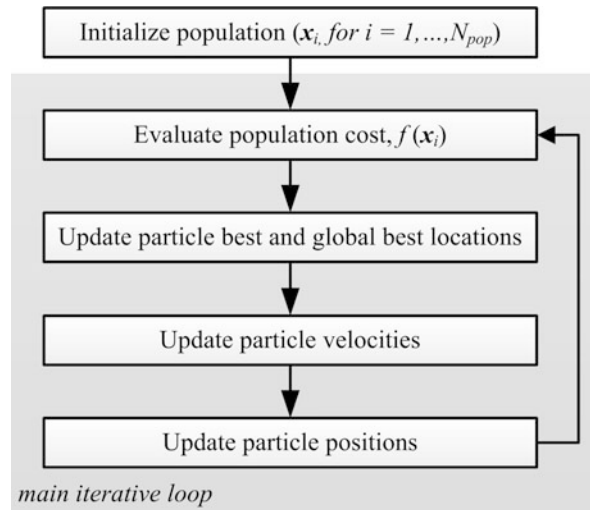 Initialize population (x_i, for i = 1,...,N_pop)
Evaluate population cost, f(x_i)
Update particle best and global best locations
Update particle velocities
Update particle positions
main iterative loop